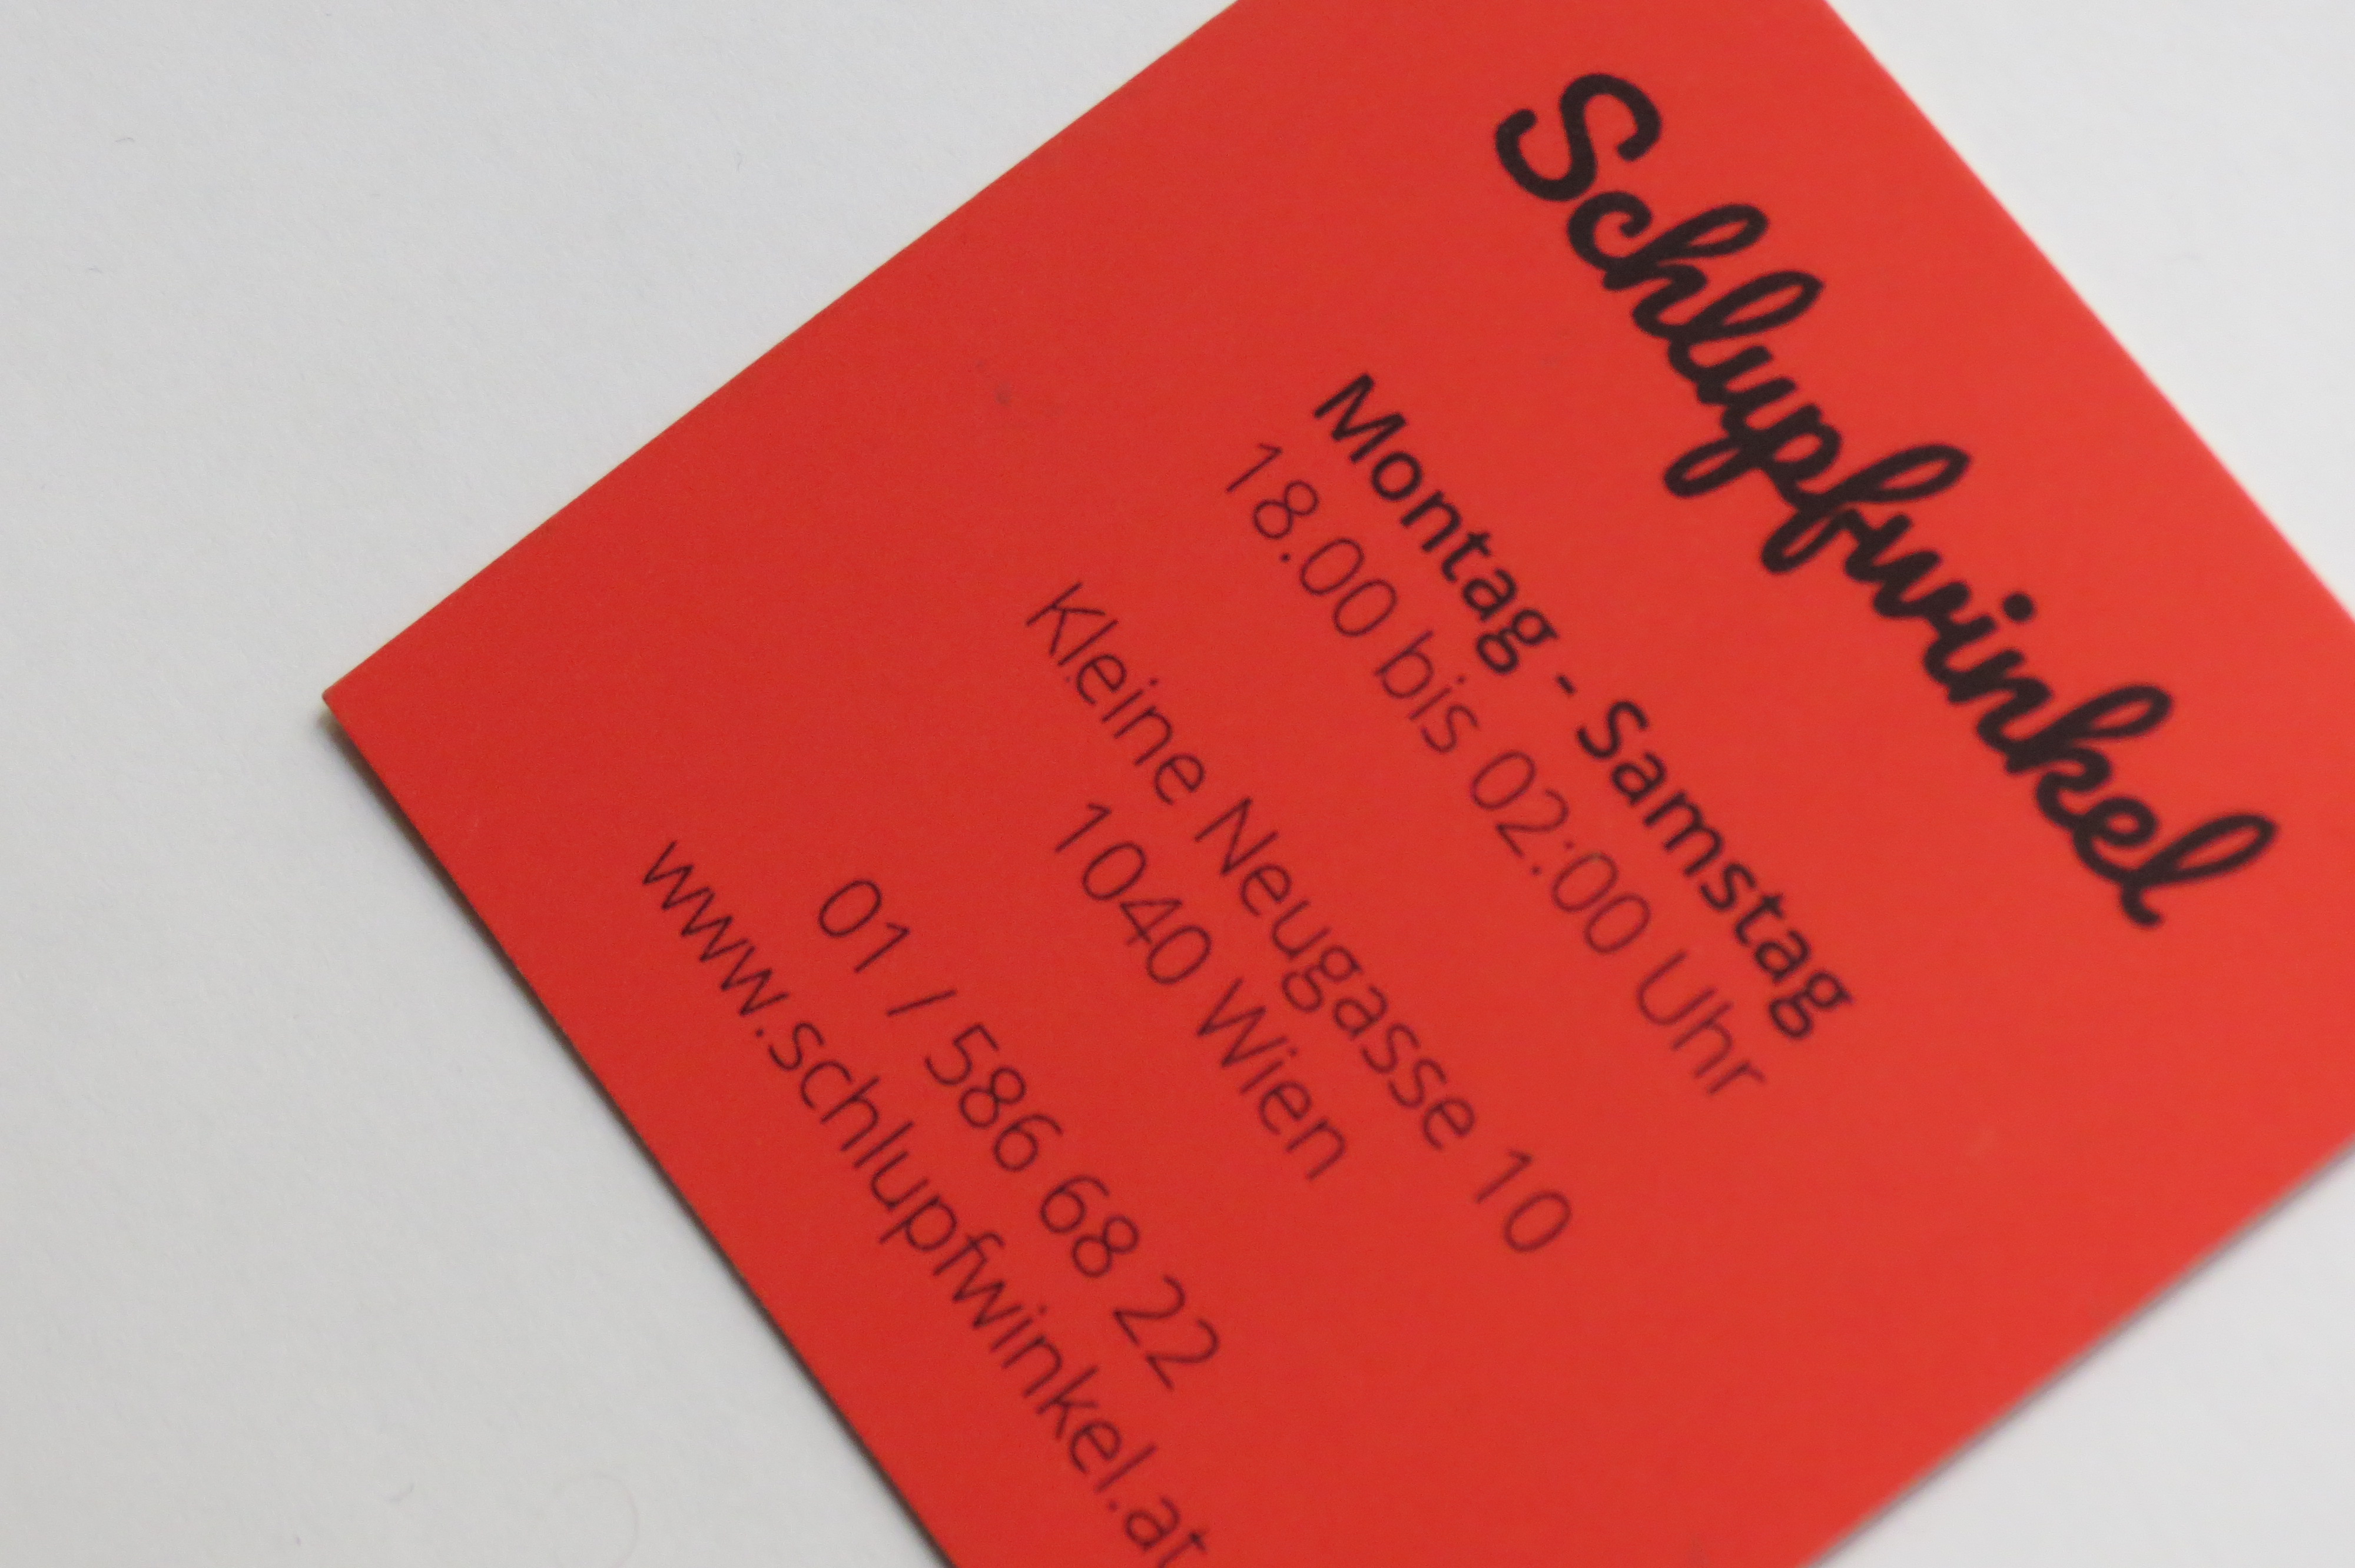 Schlupfwinkel
Montag - Samstag
18.00 bis 02:00 Uhr
Kleine Neugasse 10
1040 Wien
01 / 586 68 22
www.schlupfwinkel.at